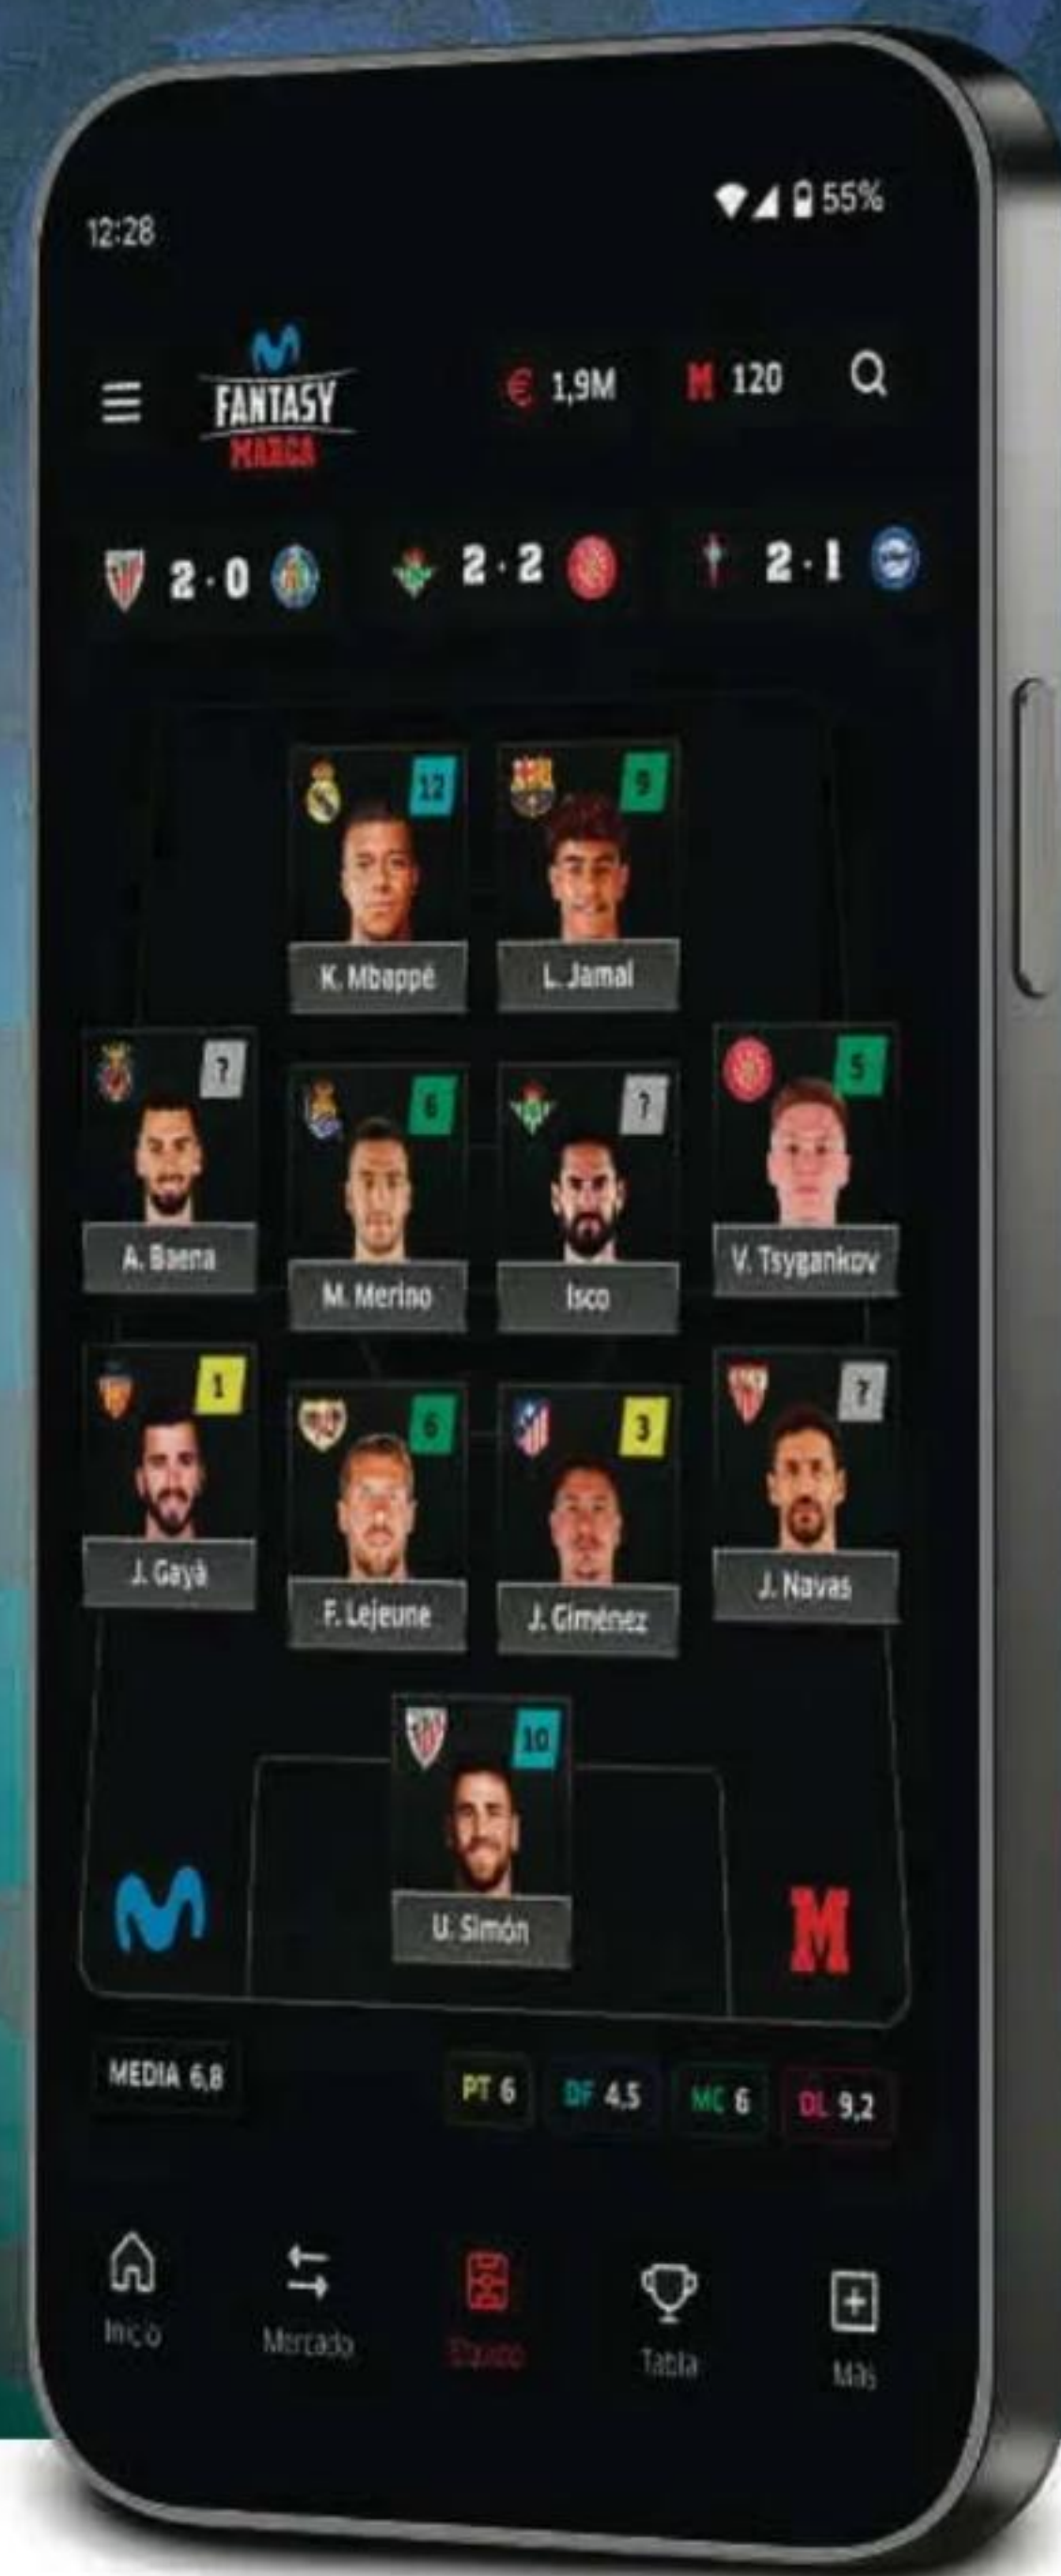 12:28
55%
FANTASY
MARCA
€ 1,9M
M 120
2·0
2·2
2·1
12
9
K. Mbappé
L. Jamal
?
6
?
5
A. Baena
M. Merino
Isco
V. Tsygankov
1
6
3
?
J. Gayà
F. Lejeune
J. Giménez
J. Navas
10
U. Simón
M
MEDIA 6,8
PT 6
DF 4,5
MC 6
DL 9,2
Inicio
Mercado
Equipo
Tabla
Más